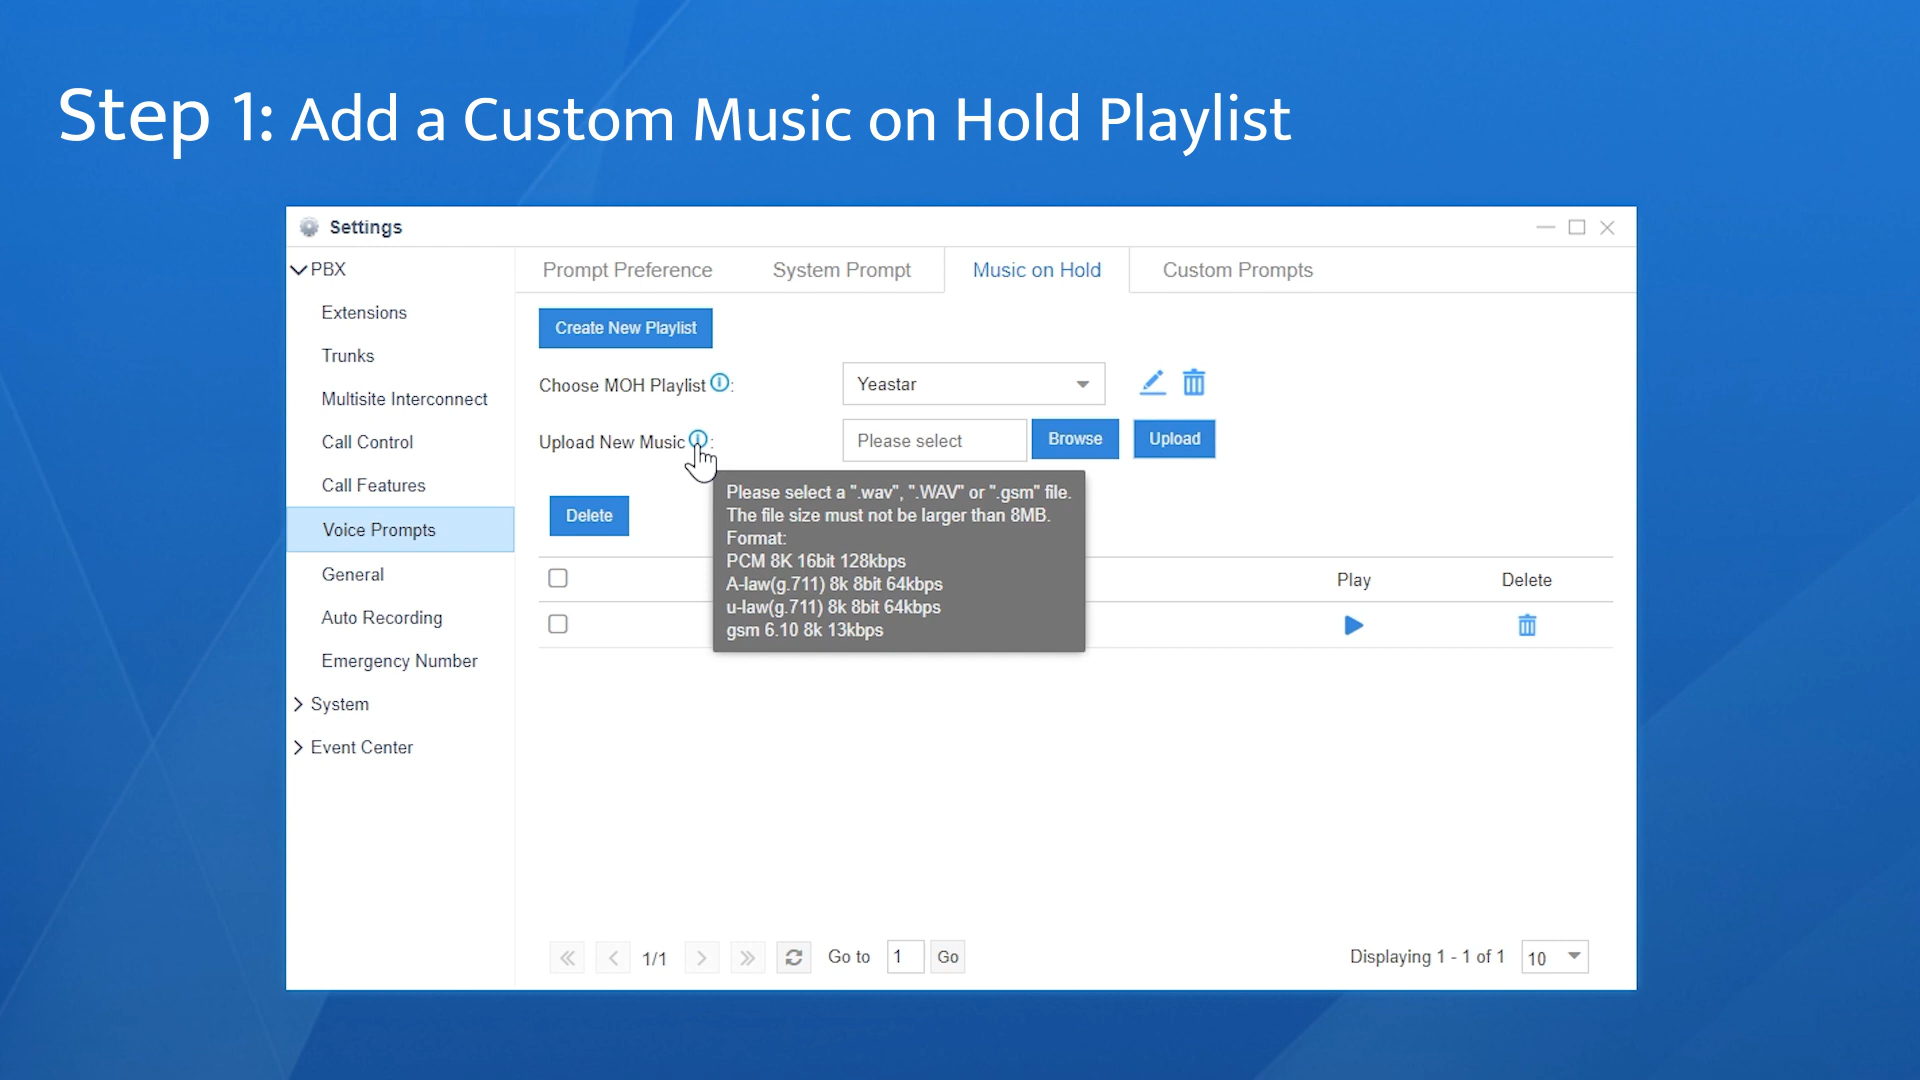 Step 1: Add a Custom Music on Hold Playlist
Settings
PBX
Extensions
Trunks
Multisite Interconnect
Call Control
Call Features
Voice Prompts
General
Auto Recording
Emergency Number
System
Event Center
Prompt Preference System Prompt Music on Hold Custom Prompts
Create New Playlist
Choose MOH Playlist : Yeastar
Upload New Music : Please select Browse Upload
Please select a ".wav", ".WAV" or ".gsm" file.
The file size must not be larger than 8MB.
Format:
PCM 8K 16bit 128kbps
A-law(g.711) 8k 8bit 64kbps
u-law(g.711) 8k 8bit 64kbps
gsm 6.10 8k 13kbps
Delete
Play Delete
1/1 Go to 1 Go Displaying 1 - 1 of 1 10